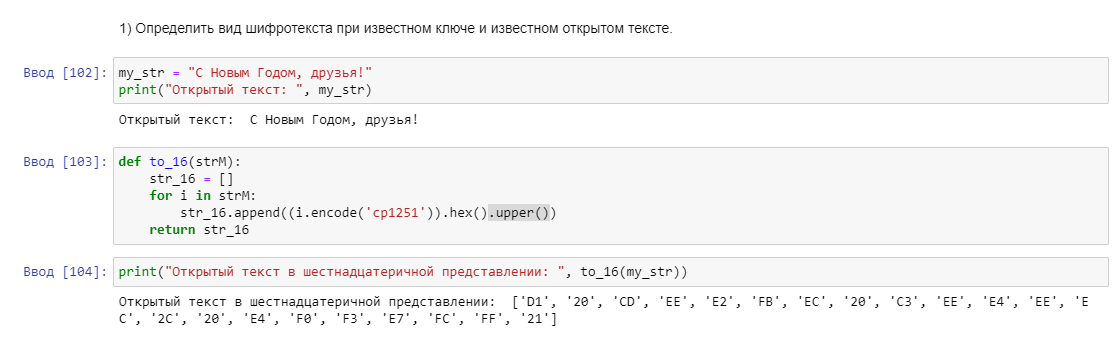 1) Определить вид шифротекста при известном ключе и известном открытом тексте.
Ввод [102]: my_str = "С Новым Годом, друзья!"
print("Открытый текст: ", my_str)
Открытый текст:  С Новым Годом, друзья!
Ввод [103]: def to_16(strM):
    str_16 = []
    for i in strM:
        str_16.append((i.encode('cp1251')).hex().upper())
    return str_16
Ввод [104]: print("Открытый текст в шестнадцатеричной представлении: ", to_16(my_str))
Открытый текст в шестнадцатеричной представлении:  ['D1', '20', 'CD', 'EE', 'E2', 'FB', 'EC', '20', 'C3', 'EE', 'E4', 'EE', 'E
C', '2C', '20', 'E4', 'F0', 'F3', 'E7', 'FC', 'FF', '21']